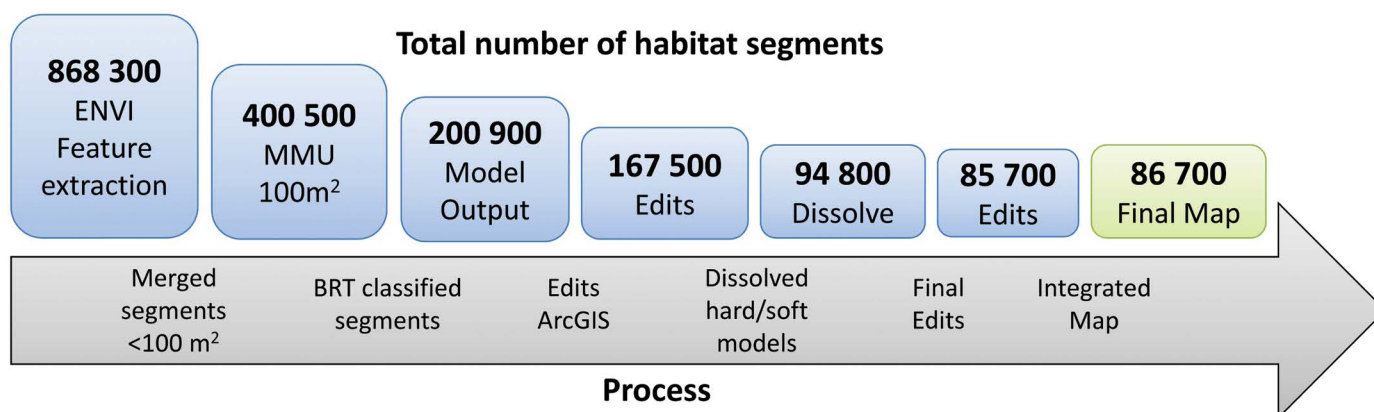 Total number of habitat segments
868 300
ENVI
Feature
extraction
400 500
MMU
100m²
200 900
Model
Output
167 500
Edits
94 800
Dissolve
85 700
Edits
86 700
Final Map
Merged
segments
<100 m²
BRT classified
segments
Edits
ArcGIS
Dissolved
hard/soft
models
Final
Edits
Integrated
Map
Process